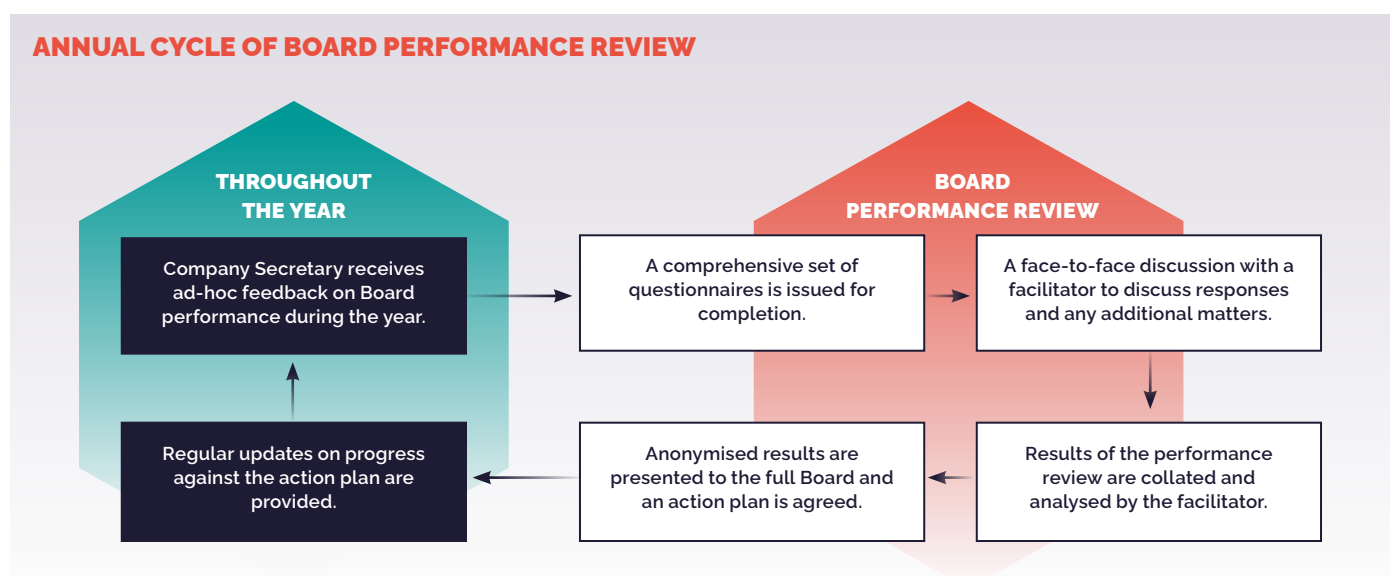 ANNUAL CYCLE OF BOARD PERFORMANCE REVIEW
THROUGHOUT
THE YEAR
Company Secretary receives
ad-hoc feedback on Board
performance during the year.
Regular updates on progress
against the action plan are
provided.
BOARD
PERFORMANCE REVIEW
A comprehensive set of
questionnaires is issued for
completion.
A face-to-face discussion with a
facilitator to discuss responses
and any additional matters.
Results of the performance
review are collated and
analysed by the facilitator.
Anonymised results are
presented to the full Board and
an action plan is agreed.